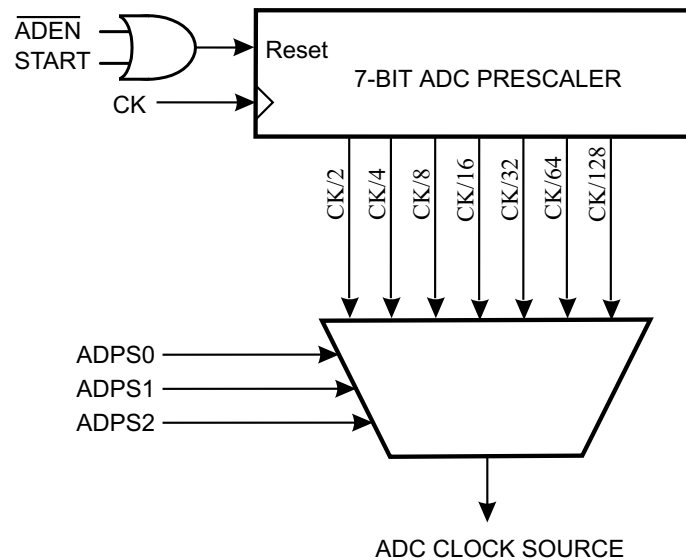 ADEN
START
Reset
7-BIT ADC PRESCALER
CK
CK/2
CK/4
CK/8
CK/16
CK/32
CK/64
CK/128
ADPS0
ADPS1
ADPS2
ADC CLOCK SOURCE